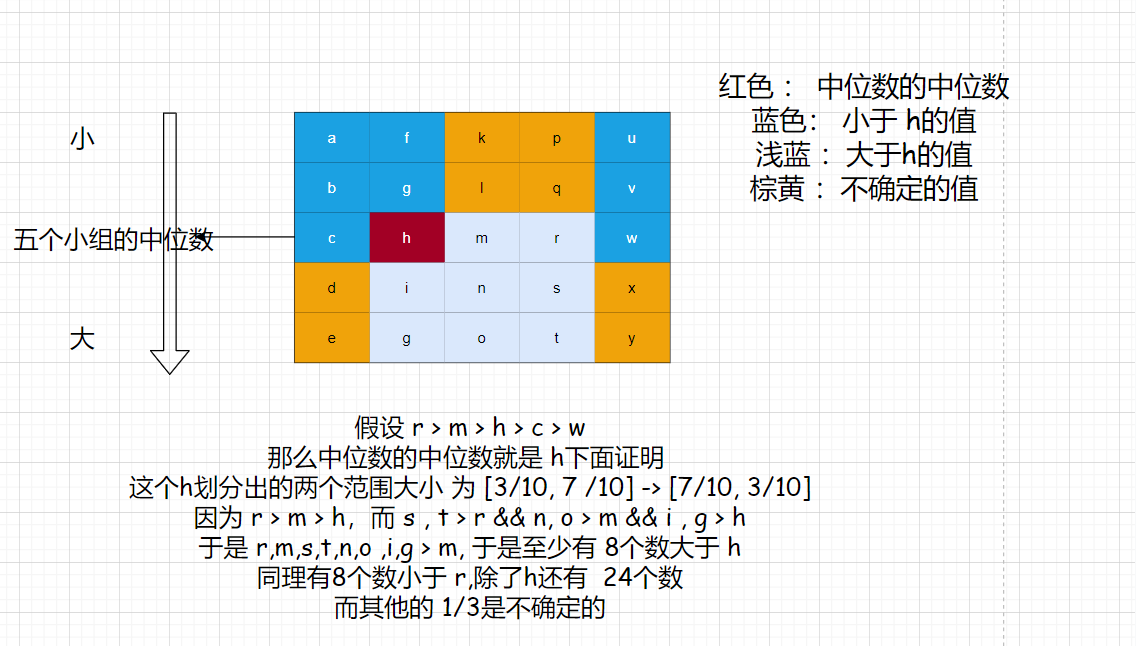 红色： 中位数的中位数
蓝色： 小于 h的值
浅蓝：大于h的值
棕黄：不确定的值
小
五个小组的中位数
大
a f k p u
b g l q v
c h m r w
d i n s x
e g o t y
假设 r > m > h > c > w
那么中位数的中位数就是 h下面证明
这个h划分出的两个范围大小 为 [3/10, 7 /10] -> [7/10, 3/10]
因为 r > m > h，而 s , t > r && n, o > m && i , g > h
于是 r,m,s,t,n,o ,i,g > m, 于是至少有 8个数大于 h
同理有8个数小于 r,除了h还有 24个数
而其他的 1/3是不确定的